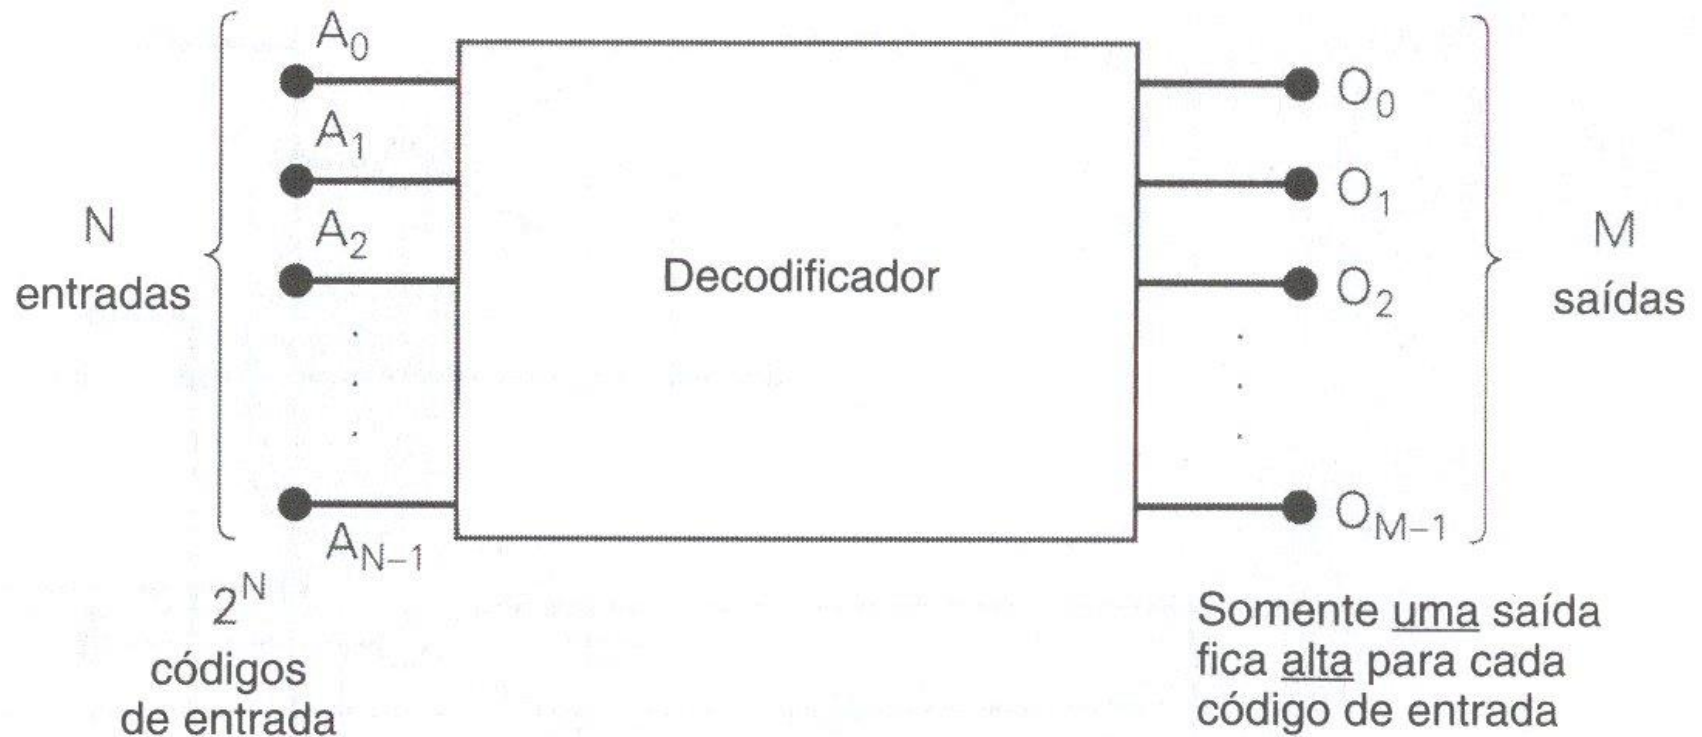 A0
A1
A2
AN–1
N
entradas
2^N
códigos
de entrada
Decodificador
O0
O1
O2
OM–1
M
saídas
Somente uma saída
fica alta para cada
código de entrada